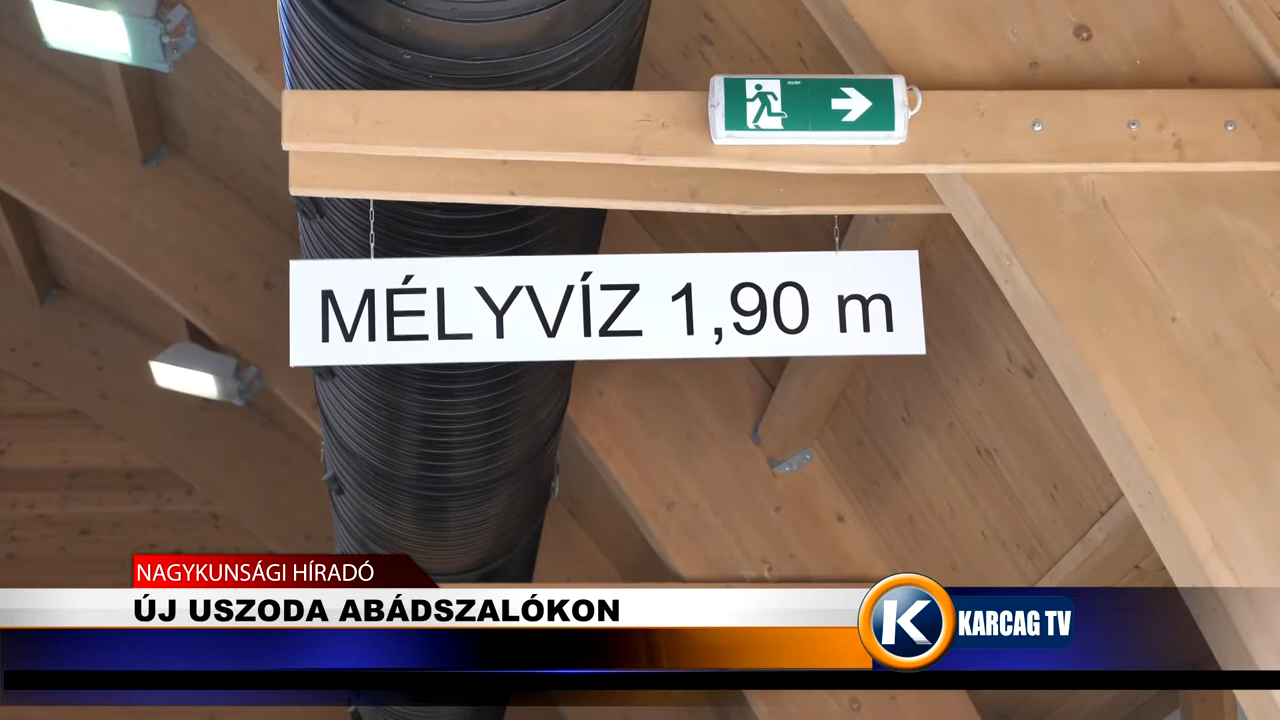 MÉLYVÍZ 1,90 m
NAGYKUNSÁGI HÍRADÓ
ÚJ USZODA ABÁDSZALÓKON
K KARCAG TV